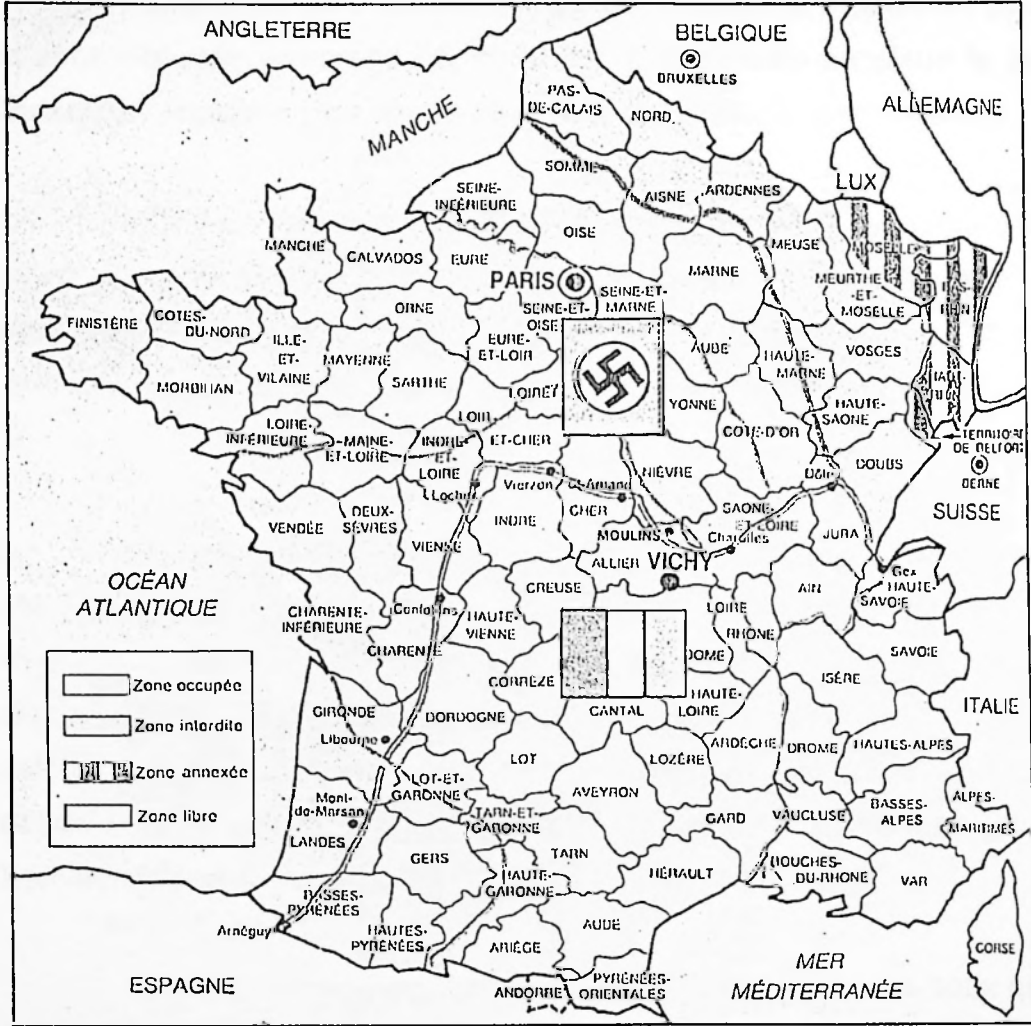 ANGLETERRE
BELGIQUE
BRUXELLES
ALLEMAGNE
PAS-
DE-CALAIS
NORD
MANCHE
SOMME
LUX
AISNE
ARDENNES
SEINE-
INFÉRIEURE
OISE
MOSELLE
MANCHE
CALVADOS
EURE
MEUSE
MARNE
PARIS
MEURTHE
-ET-
MOSELLE
BAS-
RHIN
SEINE-ET-
MARNE
SEINE-ET-
OISE
ORNE
FINISTÈRE
COTES-
DU-NORD
ILLE-
ET-
VILAINE
MAYENNE
EURE-
ET-LOIR
AUBE
HAUTE-
MARNE
VOSGES
HAUT-
RHIN
MORBIHAN
SARTHE
LOIRET
YONNE
HAUTE-
SAONE
LOIRE-
INFÉRIEURE
MAINE-
ET-LOIRE
INDRE-
ET-
LOIRE
LOIR-
ET-CHER
COTE-D'OR
TERRITOIRE
DE BELFORT
BERNE
DOUBS
NIÈVRE
Loches
Vierzon
St-Amand
Dôle
SUISSE
VENDÉE
DEUX-
SÈVRES
VIENNE
INDRE
CHER
SAONE-
ET-LOIRE
JURA
MOULINS
Charolles
ALLIER
VICHY
Gex
HAUTE-
SAVOIE
OCÉAN
ATLANTIQUE
CREUSE
AIN
CHARENTE-
INFÉRIEURE
Confolens
HAUTE-
VIENNE
LOIRE
RHONE
CHARENTE
DOME
SAVOIE
CORRÈZE
ISÈRE
Zone occupée
Zone interdite
Zone annexée
Zone libre
GIRONDE
Libourne
DORDOGNE
CANTAL
HAUTE-
LOIRE
ITALIE
ARDÈCHE
DROME
HAUTES-ALPES
LOT
LOZÈRE
LOT-ET-
GARONNE
AVEYRON
Mont-
de-Marsan
LANDES
TARN-ET-
GARONNE
GARD
VAUCLUSE
BASSES-
ALPES
ALPES-
MARITIMES
GERS
TARN
HAUTE-
GARONNE
HÉRAULT
BOUCHES-
DU-RHONE
VAR
BASSES-
PYRÉNÉES
Arnéguy
HAUTES-
PYRÉNÉES
ARIÈGE
AUDE
CORSE
ESPAGNE
ANDORRE
PYRÉNÉES-
ORIENTALES
MER
MÉDITERRANÉE